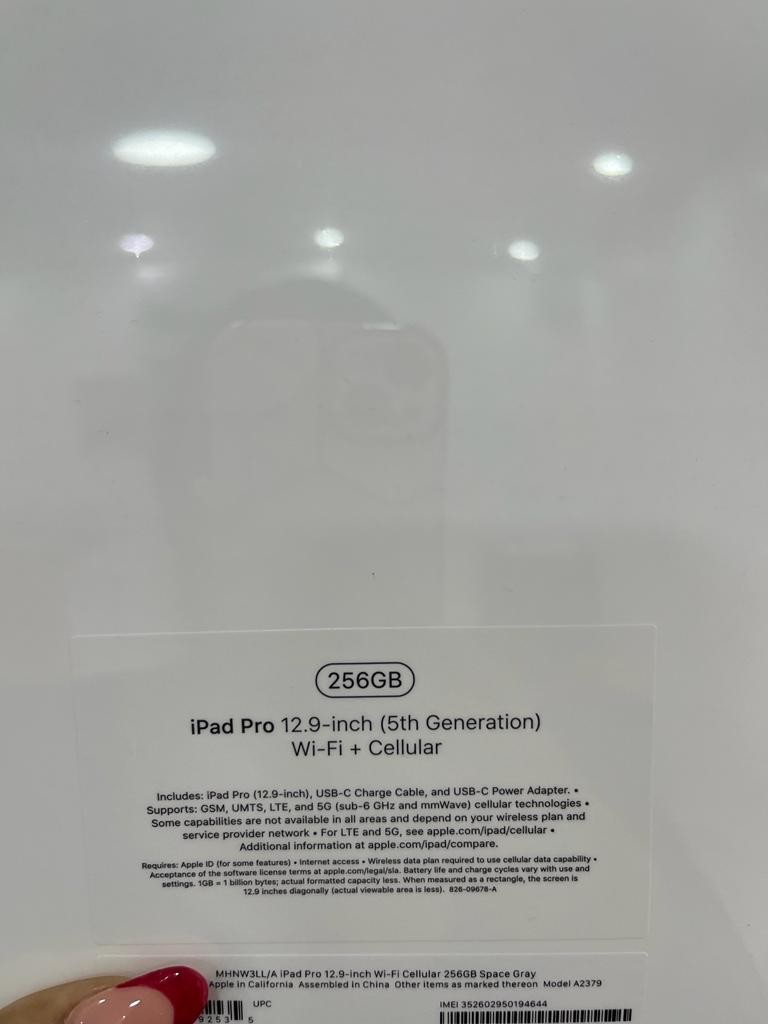 256GB
iPad Pro 12.9-inch (5th Generation)
Wi-Fi + Cellular
Includes: iPad Pro (12.9-inch), USB-C Charge Cable, and USB-C Power Adapter. •
Supports: GSM, UMTS, LTE, and 5G (sub-6 GHz and mmWave) cellular technologies •
Some capabilities are not available in all areas and depend on your wireless plan and
service provider network • For LTE and 5G, see apple.com/ipad/cellular •
Additional information at apple.com/ipad/compare.
Requires: Apple ID (for some features) • Internet access • Wireless data plan required to use cellular data capability •
Acceptance of the software license terms at apple.com/legal/sla. Battery life and charge cycles vary with use and
settings. 1GB = 1 billion bytes; actual formatted capacity less. When measured as a rectangle, the screen is
12.9 inches diagonally (actual viewable area is less). 826-09678-A
MHNW3LL/A iPad Pro 12.9-inch Wi-Fi Cellular 256GB Space Gray
Apple in California Assembled in China Other items as marked thereon Model A2379
UPC IMEI 352602950194644
9253 5